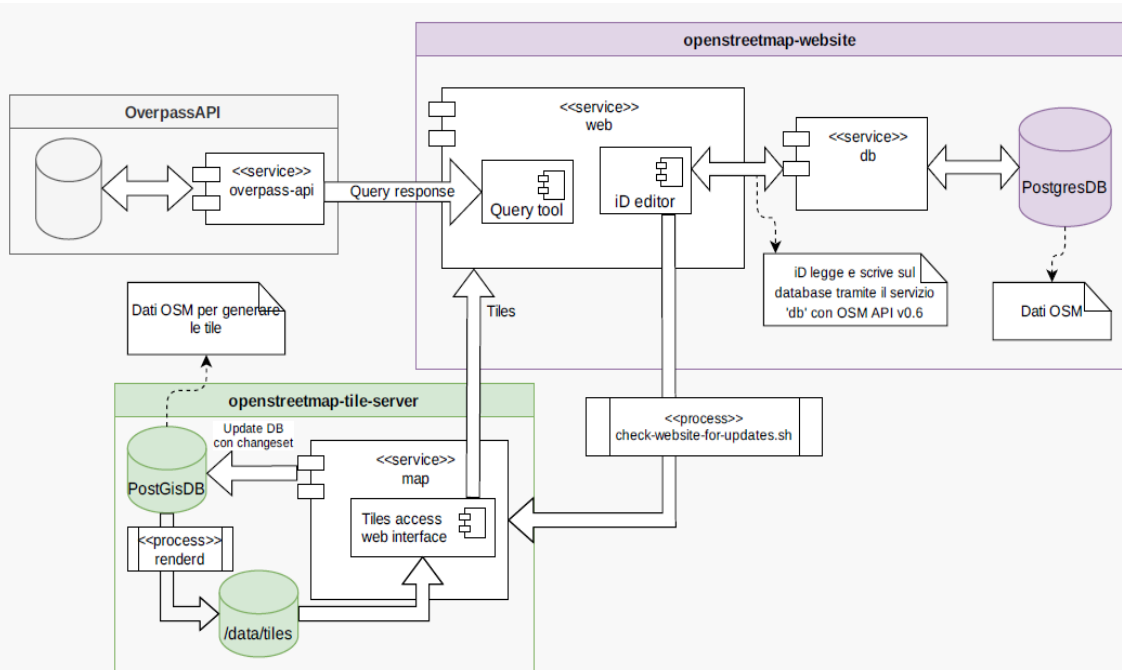 openstreetmap-website
OverpassAPI
<<service>>
overpass-api
Query response
<<service>>
web
Query tool
iD editor
<<service>>
db
PostgresDB
iD legge e scrive sul
database tramite il servizio
'db' con OSM API v0.6
Dati OSM
Dati OSM per generare
le tile
Tiles
openstreetmap-tile-server
Update DB
con changeset
PostGisDB
<<service>>
map
Tiles access
web interface
<<process>>
renderd
/data/tiles
<<process>>
check-website-for-updates.sh